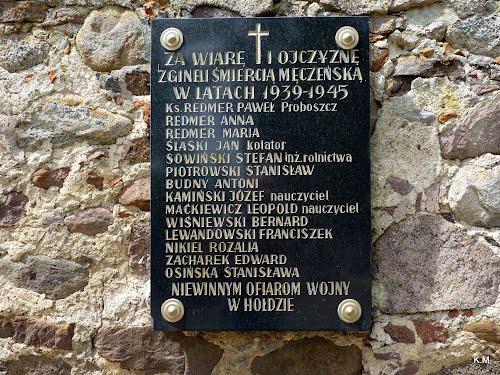 ZA WIARĘ I OJCZYZNĘ
ZGINĘLI ŚMIERCIĄ MĘCZEŃSKĄ
W LATACH 1939-1945
Ks. REDMER PAWEŁ Proboszcz
REDMER ANNA
REDMER MARIA
ŚLĄSKI JAN kolator
SOWIŃSKI STEFAN inż. rolnictwa
PIOTROWSKI STANISŁAW
BUDNY ANTONI
KAMIŃSKI JÓZEF nauczyciel
MAĆKIEWICZ LEOPOLD nauczyciel
WIŚNIEWSKI BERNARD
LEWANDOWSKI FRANCISZEK
NIKIEL ROZALIA
ZACHAREK EDWARD
OSIŃSKA STANISŁAWA
NIEWINNYM OFIAROM WOJNY
W HOŁDZIE
K.M.